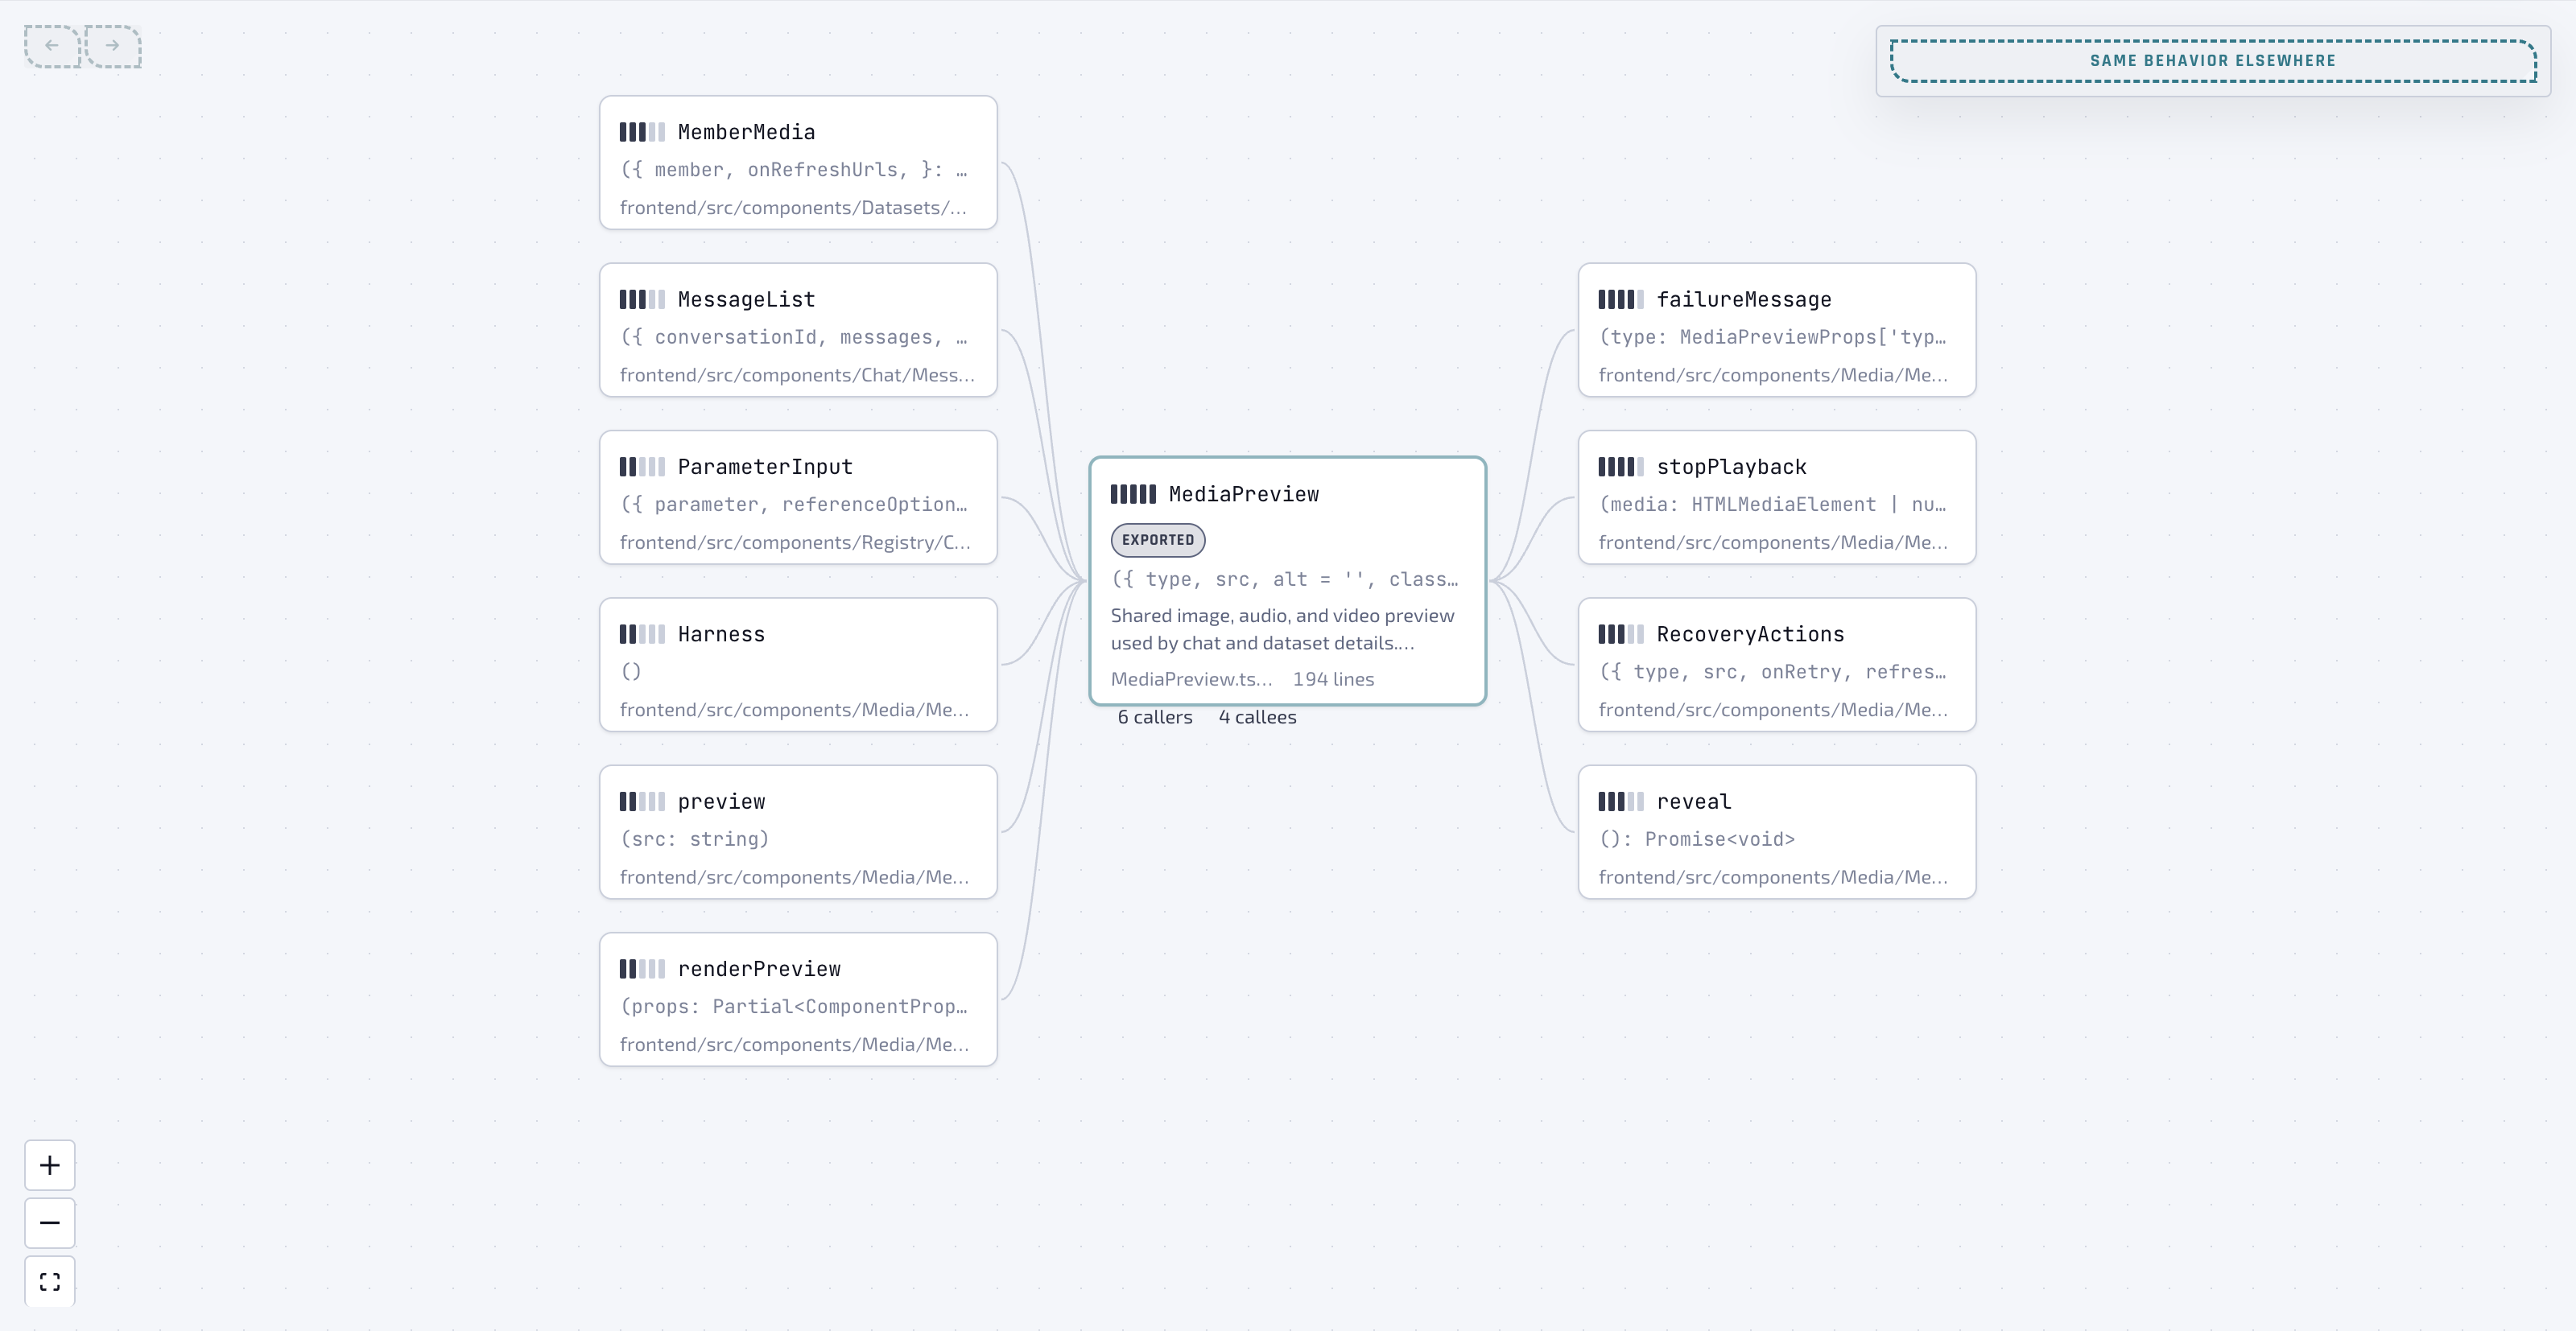 ← →
SAME BEHAVIOR ELSEWHERE
MemberMedia
({ member, onRefreshUrls, }: …
frontend/src/components/Datasets/…
MessageList
({ conversationId, messages, …
frontend/src/components/Chat/Mess…
ParameterInput
({ parameter, referenceOption…
frontend/src/components/Registry/C…
Harness
()
frontend/src/components/Media/Me…
preview
(src: string)
frontend/src/components/Media/Me…
renderPreview
(props: Partial<ComponentProp…
frontend/src/components/Media/Me…
MediaPreview
EXPORTED
({ type, src, alt = '', class…
Shared image, audio, and video preview
used by chat and dataset details.…
MediaPreview.ts… 194 lines
6 callers 4 callees
failureMessage
(type: MediaPreviewProps['typ…
frontend/src/components/Media/Me…
stopPlayback
(media: HTMLMediaElement | nu…
frontend/src/components/Media/Me…
RecoveryActions
({ type, src, onRetry, refres…
frontend/src/components/Media/Me…
reveal
(): Promise<void>
frontend/src/components/Media/Me…